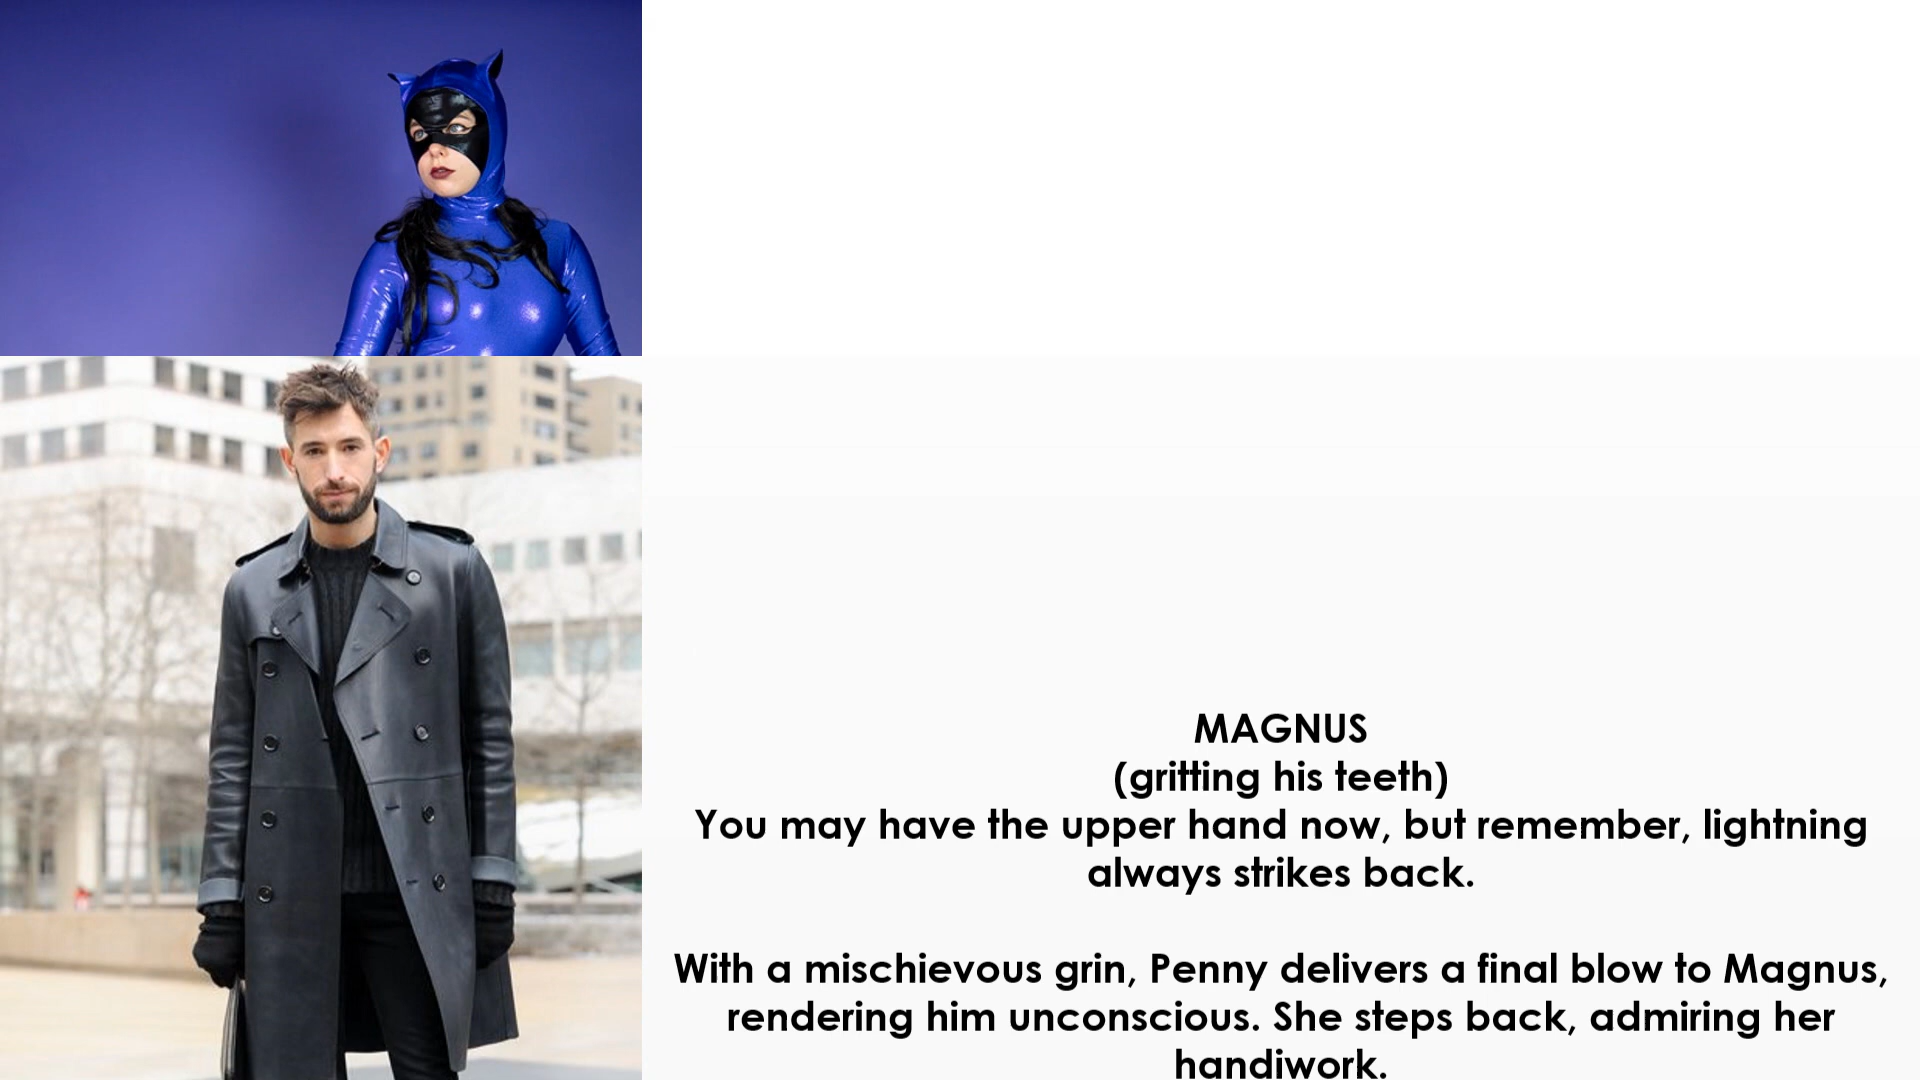 MAGNUS
(gritting his teeth)
You may have the upper hand now, but remember, lightning
always strikes back.
With a mischievous grin, Penny delivers a final blow to Magnus,
rendering him unconscious. She steps back, admiring her
handiwork.